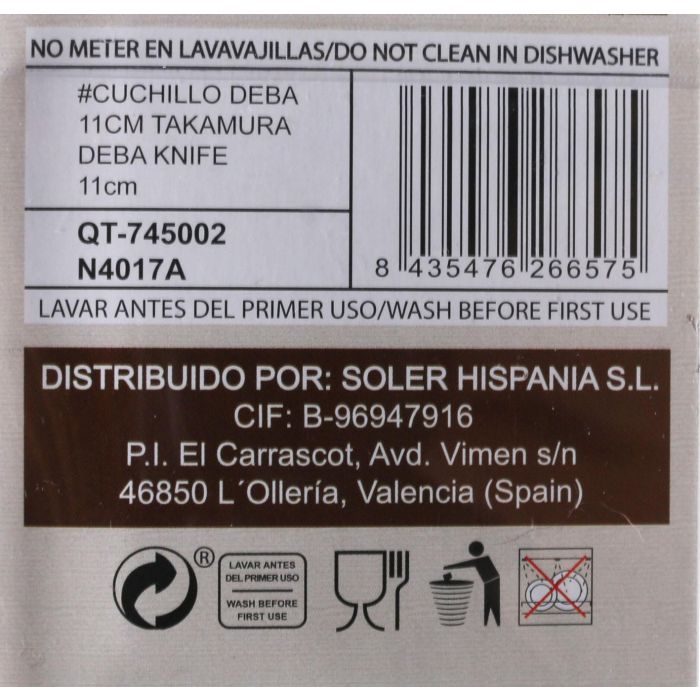 NO METER EN LAVAVAJILLAS/DO NOT CLEAN IN DISHWASHER
#CUCHILLO DEBA
11CM TAKAMURA
DEBA KNIFE
11cm
QT-745002
N4017A
8 435476 266575
LAVAR ANTES DEL PRIMER USO/WASH BEFORE FIRST USE
DISTRIBUIDO POR: SOLER HISPANIA S.L.
CIF: B-96947916
P.I. El Carrascot, Avd. Vimen s/n
46850 L´Ollería, Valencia (Spain)
®
LAVAR ANTES
DEL PRIMER USO
WASH BEFORE
FIRST USE